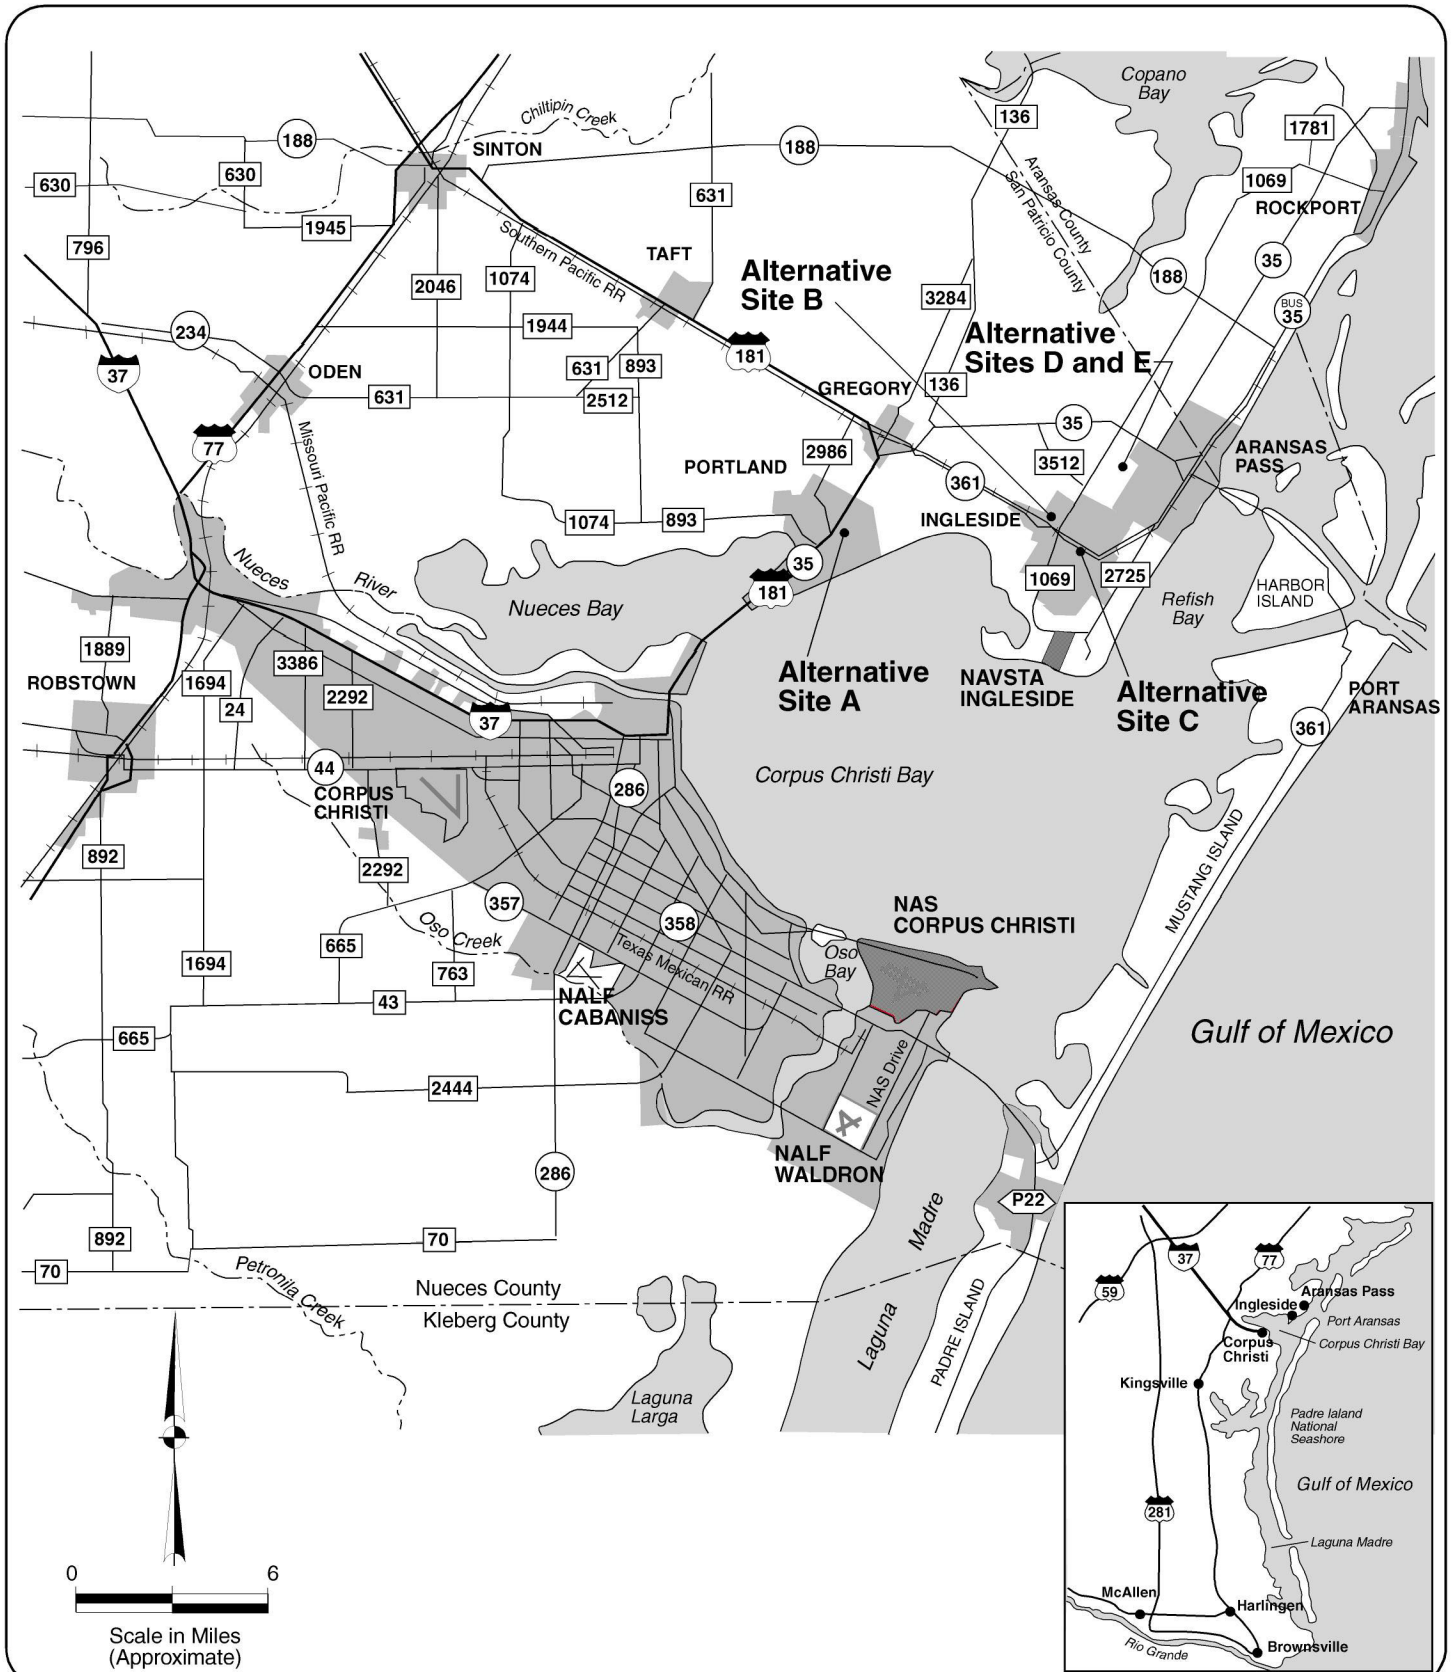 Copano
Bay
Chiltipin Creek
136
1781
188
SINTON
188
630
630
631
1069
ROCKPORT
Aransas County
San Patricio County
1945
Southern Pacific RR
796
TAFT
Alternative
Site B
35
188
2046
1074
3284
BUS
35
234
1944
Alternative
Sites D and E
37
181
ODEN
631
893
GREGORY
136
631
2512
35
77
Missouri Pacific RR
2986
3512
ARANSAS
PASS
PORTLAND
361
1074
893
INGLESIDE
Nueces
River
35
181
1069
2725
HARBOR
ISLAND
Nueces Bay
Refish
Bay
1889
3386
ROBSTOWN
1694
2292
24
Alternative
Site A
NAVSTA
INGLESIDE
Alternative
Site C
PORT
ARANSAS
37
361
44
CORPUS
CHRISTI
286
Corpus Christi Bay
MUSTANG ISLAND
892
2292
357
358
NAS
CORPUS CHRISTI
Oso Creek
665
1694
763
Texas Mexican RR
Oso
Bay
43
NALF
CABANISS
665
Gulf of Mexico
2444
NAS Drive
NALF
WALDRON
286
P22
Madre
892
70
70
Petronila Creek
Nueces County
Kleberg County
Laguna
PADRE ISLAND
Laguna
Larga
37
77
59
Aransas Pass
Ingleside
Port Aransas
Corpus
Christi
Corpus Christi Bay
Kingsville
Padre Ialand
National
Seashore
Gulf of Mexico
281
Laguna Madre
McAllen
Harlingen
Rio Grande
Brownsville
0
6
Scale in Miles
(Approximate)